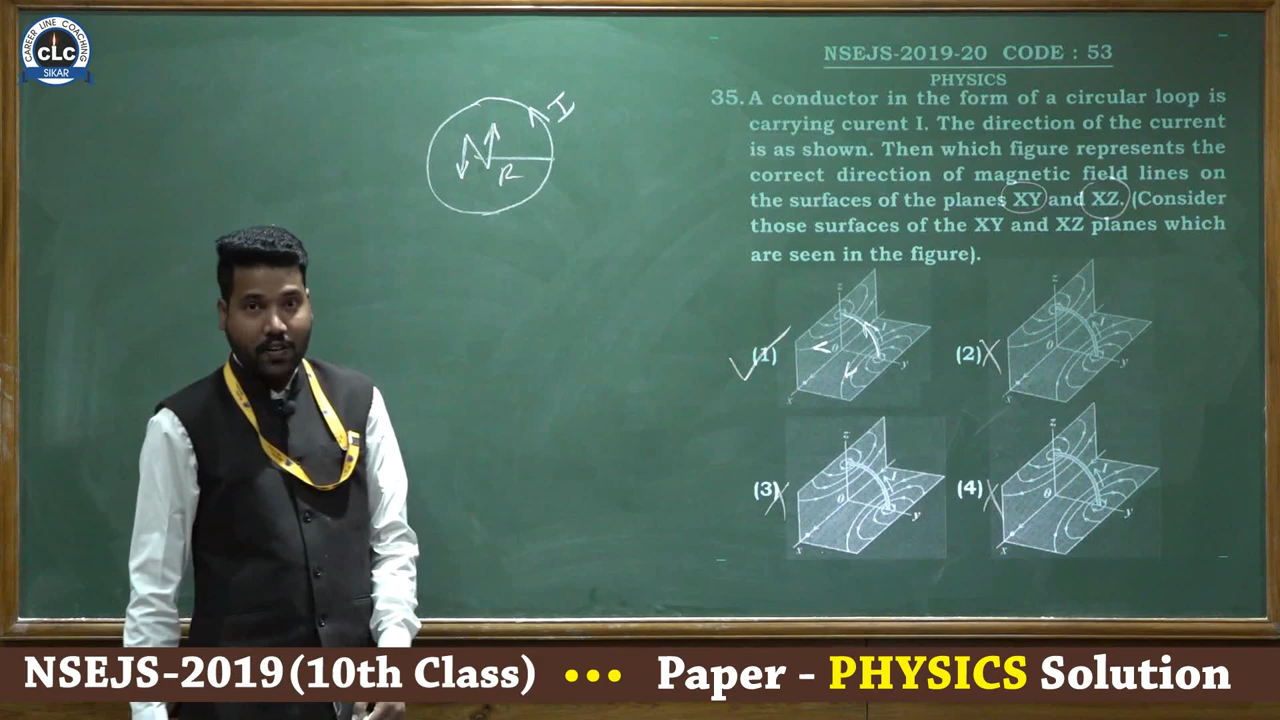 CAREER LINE COACHING
CLC
SIKAR
I
N
R
NSEJS-2019-20 CODE : 53
PHYSICS
35. A conductor in the form of a circular loop is
carrying curent I. The direction of the current
is as shown. Then which figure represents the
correct direction of magnetic field lines on
the surfaces of the planes XY and XZ. (Consider
those surfaces of the XY and XZ planes which
are seen in the figure).
(1) z 0 x y
(2) z 0 x y
(3) z 0 x y
(4) z 0 x y
NSEJS-2019(10th Class) ••• Paper - PHYSICS Solution